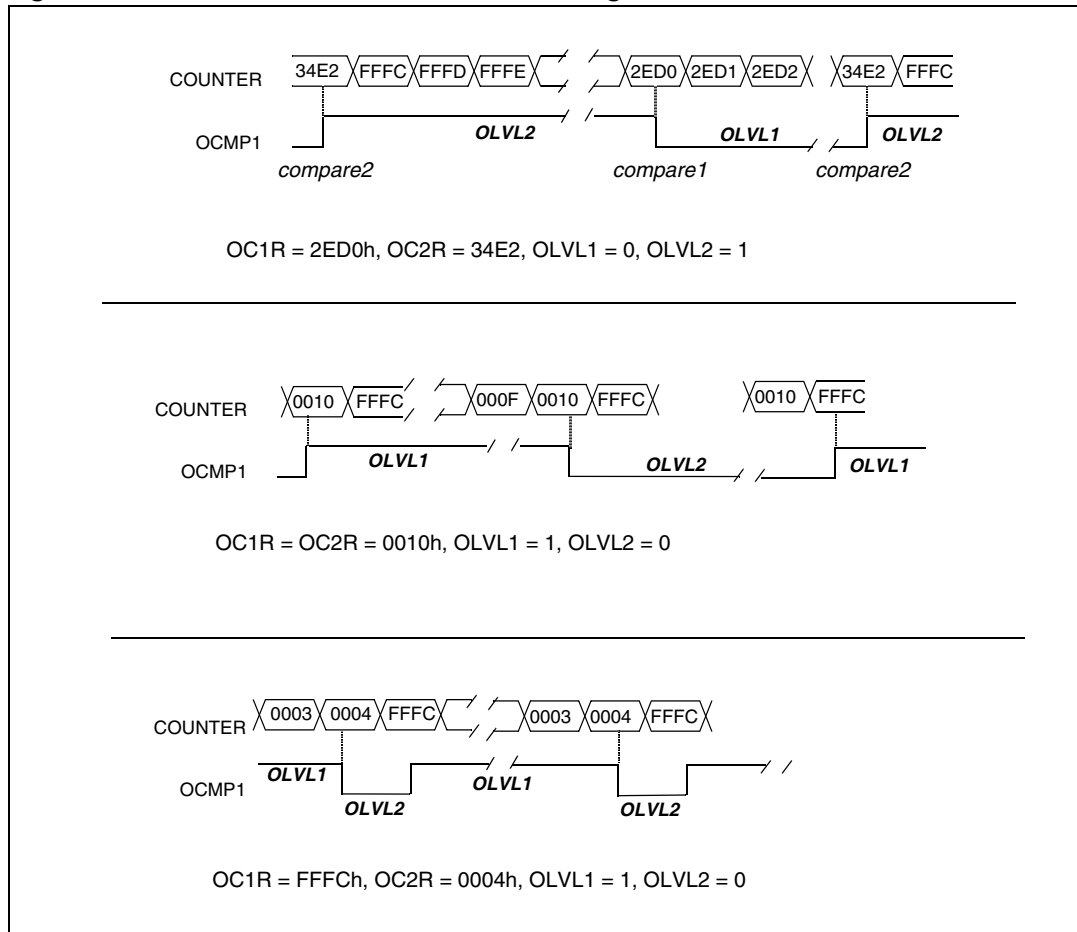 COUNTER 34E2 FFFC FFFD FFFE 2ED0 2ED1 2ED2 34E2 FFFC
OCMP1 OLVL2 OLVL1 OLVL2
compare2 compare1 compare2
OC1R = 2ED0h, OC2R = 34E2, OLVL1 = 0, OLVL2 = 1
COUNTER 0010 FFFC 000F 0010 FFFC 0010 FFFC
OCMP1 OLVL1 OLVL2 OLVL1
OC1R = OC2R = 0010h, OLVL1 = 1, OLVL2 = 0
COUNTER 0003 0004 FFFC 0003 0004 FFFC
OCMP1 OLVL1 OLVL2 OLVL1 OLVL2
OC1R = FFFCh, OC2R = 0004h, OLVL1 = 1, OLVL2 = 0